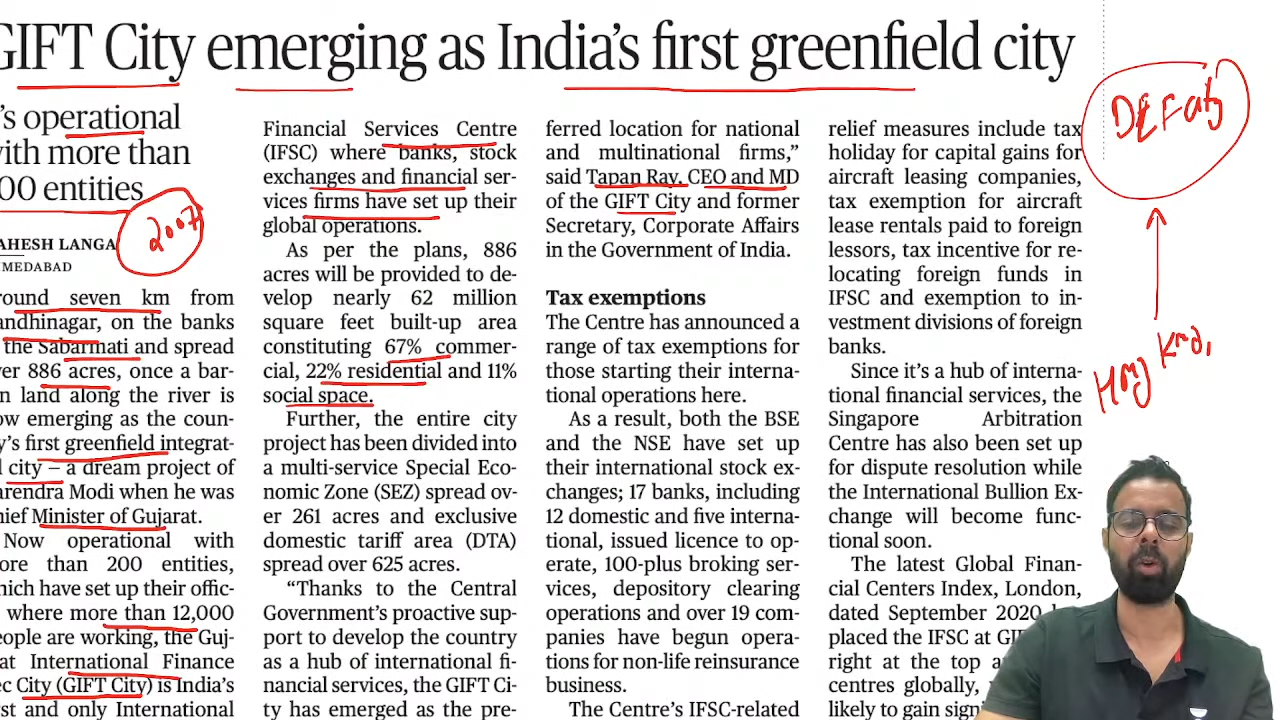 GIFT City emerging as India's first greenfield city
's operational
with more than
00 entities
AHESH LANGA
MEDABAD
round seven km from
andhinagar, on the banks
the Sabarmati and spread
ver 886 acres, once a bar-
n land along the river is
ow emerging as the coun-
y's first greenfield integrat-
d city – a dream project of
arendra Modi when he was
hief Minister of Gujarat.
Now operational with
ore than 200 entities,
hich have set up their offic-
where more than 12,000
eople are working, the Guj-
at International Finance
ec City (GIFT City) is India's
st and only International
Financial Services Centre
(IFSC) where banks, stock
exchanges and financial ser-
vices firms have set up their
global operations.
As per the plans, 886
acres will be provided to de-
velop nearly 62 million
square feet built-up area
constituting 67% commer-
cial, 22% residential and 11%
social space.
Further, the entire city
project has been divided into
a multi-service Special Eco-
nomic Zone (SEZ) spread ov-
er 261 acres and exclusive
domestic tariff area (DTA)
spread over 625 acres.
“Thanks to the Central
Government's proactive sup-
port to develop the country
as a hub of international fi-
nancial services, the GIFT Ci-
ty has emerged as the pre-
ferred location for national
and multinational firms,”
said Tapan Ray, CEO and MD
of the GIFT City and former
Secretary, Corporate Affairs
in the Government of India.
Tax exemptions
The Centre has announced a
range of tax exemptions for
those starting their interna-
tional operations here.
As a result, both the BSE
and the NSE have set up
their international stock ex-
changes; 17 banks, including
12 domestic and five interna-
tional, issued licence to op-
erate, 100-plus broking ser-
vices, depository clearing
operations and over 19 com-
panies have begun opera-
tions for non-life reinsurance
business.
The Centre's IFSC-related
relief measures include tax
holiday for capital gains for
aircraft leasing companies,
tax exemption for aircraft
lease rentals paid to foreign
lessors, tax incentive for re-
locating foreign funds in
IFSC and exemption to in-
vestment divisions of foreign
banks.
Since it's a hub of interna-
tional financial services, the
Singapore Arbitration
Centre has also been set up
for dispute resolution while
the International Bullion Ex-
change will become func-
tional soon.
The latest Global Finan-
cial Centers Index, London,
dated September 2020
placed the IFSC at GI
right at the top a
centres globally,
likely to gain signi
2007